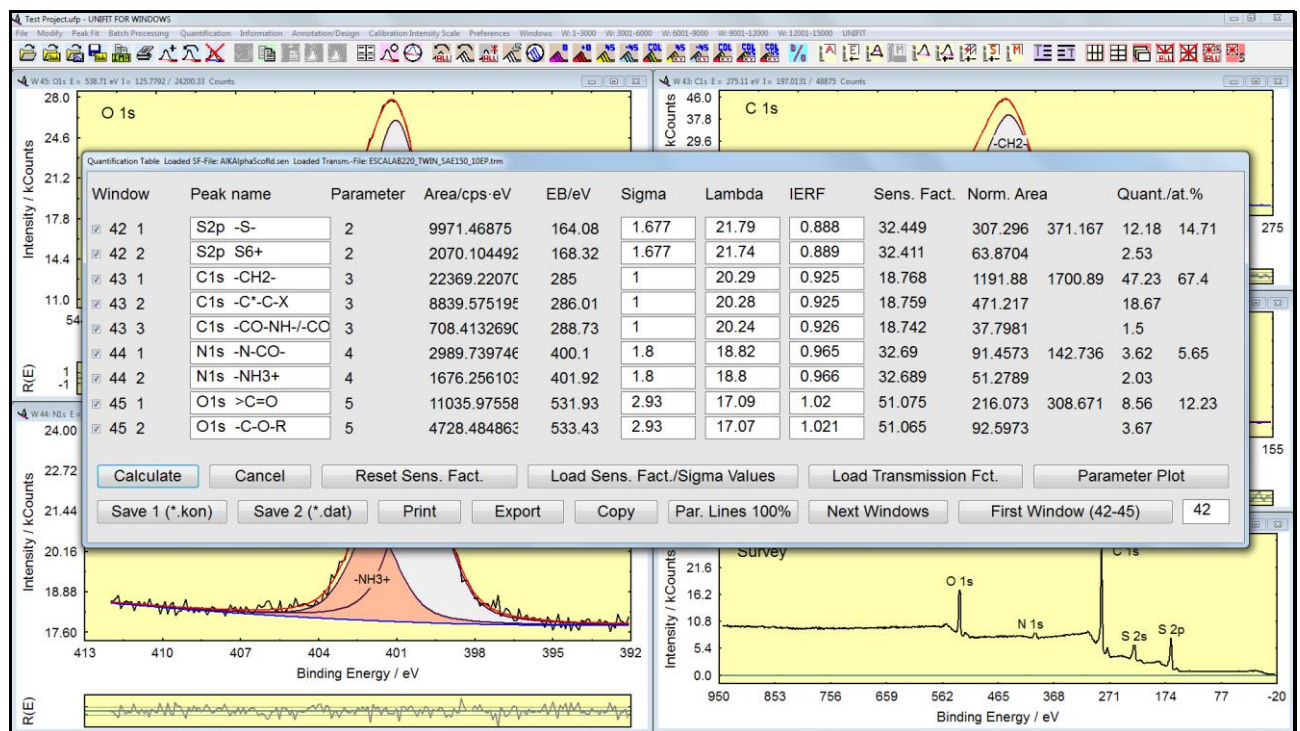 Test Project.ufp - UNIFIT FOR WINDOWS
File Modify Peak Fit Batch Processing Quantification Information Annotation/Design Calibration Intensity Scale Preferences Windows W: 1-3000 W: 3001-6000 W: 6001-9000 W: 9001-12000 W: 12001-15000 UNIFIT
W 45: O1s E = 538.71 eV I = 125.7792 / 24200.33 Counts
W 43: C1s E = 275.11 eV I = 197.0131 / 48875 Counts
28.0
O 1s
24.6
21.2
17.8
14.4
11.0
Intensity / kCounts
46.0
C 1s
37.8
29.6
kCounts
-CH2-
275
54
R(E)
1
-1
Quantification Table Loaded SF-File: AlKAlphaScofld.sen Loaded Transm.-File: ESCALAB220_TWIN_SAE150_10EP.trm
Window Peak name Parameter Area/cps·eV EB/eV Sigma Lambda IERF Sens. Fact. Norm. Area Quant./at.%
42 1 S2p -S- 2 9971.46875 164.08 1.677 21.79 0.888 32.449 307.296 371.167 12.18 14.71
42 2 S2p S6+ 2 2070.104492 168.32 1.677 21.74 0.889 32.411 63.8704 2.53
43 1 C1s -CH2- 3 22369.22070 285 1 20.29 0.925 18.768 1191.88 1700.89 47.23 67.4
43 2 C1s -C*-C-X 3 8839.575195 286.01 1 20.28 0.925 18.759 471.217 18.67
43 3 C1s -CO-NH-/-CO 3 708.4132690 288.73 1 20.24 0.926 18.742 37.7981 1.5
44 1 N1s -N-CO- 4 2989.739746 400.1 1.8 18.82 0.965 32.69 91.4573 142.736 3.62 5.65
44 2 N1s -NH3+ 4 1676.256103 401.92 1.8 18.8 0.966 32.689 51.2789 2.03
45 1 O1s >C=O 5 11035.97558 531.93 2.93 17.09 1.02 51.075 216.073 308.671 8.56 12.23
45 2 O1s -C-O-R 5 4728.484863 533.43 2.93 17.07 1.021 51.065 92.5973 3.67
Calculate Cancel Reset Sens. Fact. Load Sens. Fact./Sigma Values Load Transmission Fct. Parameter Plot
Save 1 (*.kon) Save 2 (*.dat) Print Export Copy Par. Lines 100% Next Windows First Window (42-45) 42
155
W 44: N1s E =
24.00
22.72
21.44
20.16
18.88
17.60
Intensity / kCounts
-NH3+
413 410 407 404 401 398 395 392
Binding Energy / eV
R(E)
Survey
21.6
16.2
10.8
5.4
0.0
Intensity / kCounts
C 1s
O 1s
N 1s
S 2s
S 2p
950 853 756 659 562 465 368 271 174 77 -20
Binding Energy / eV